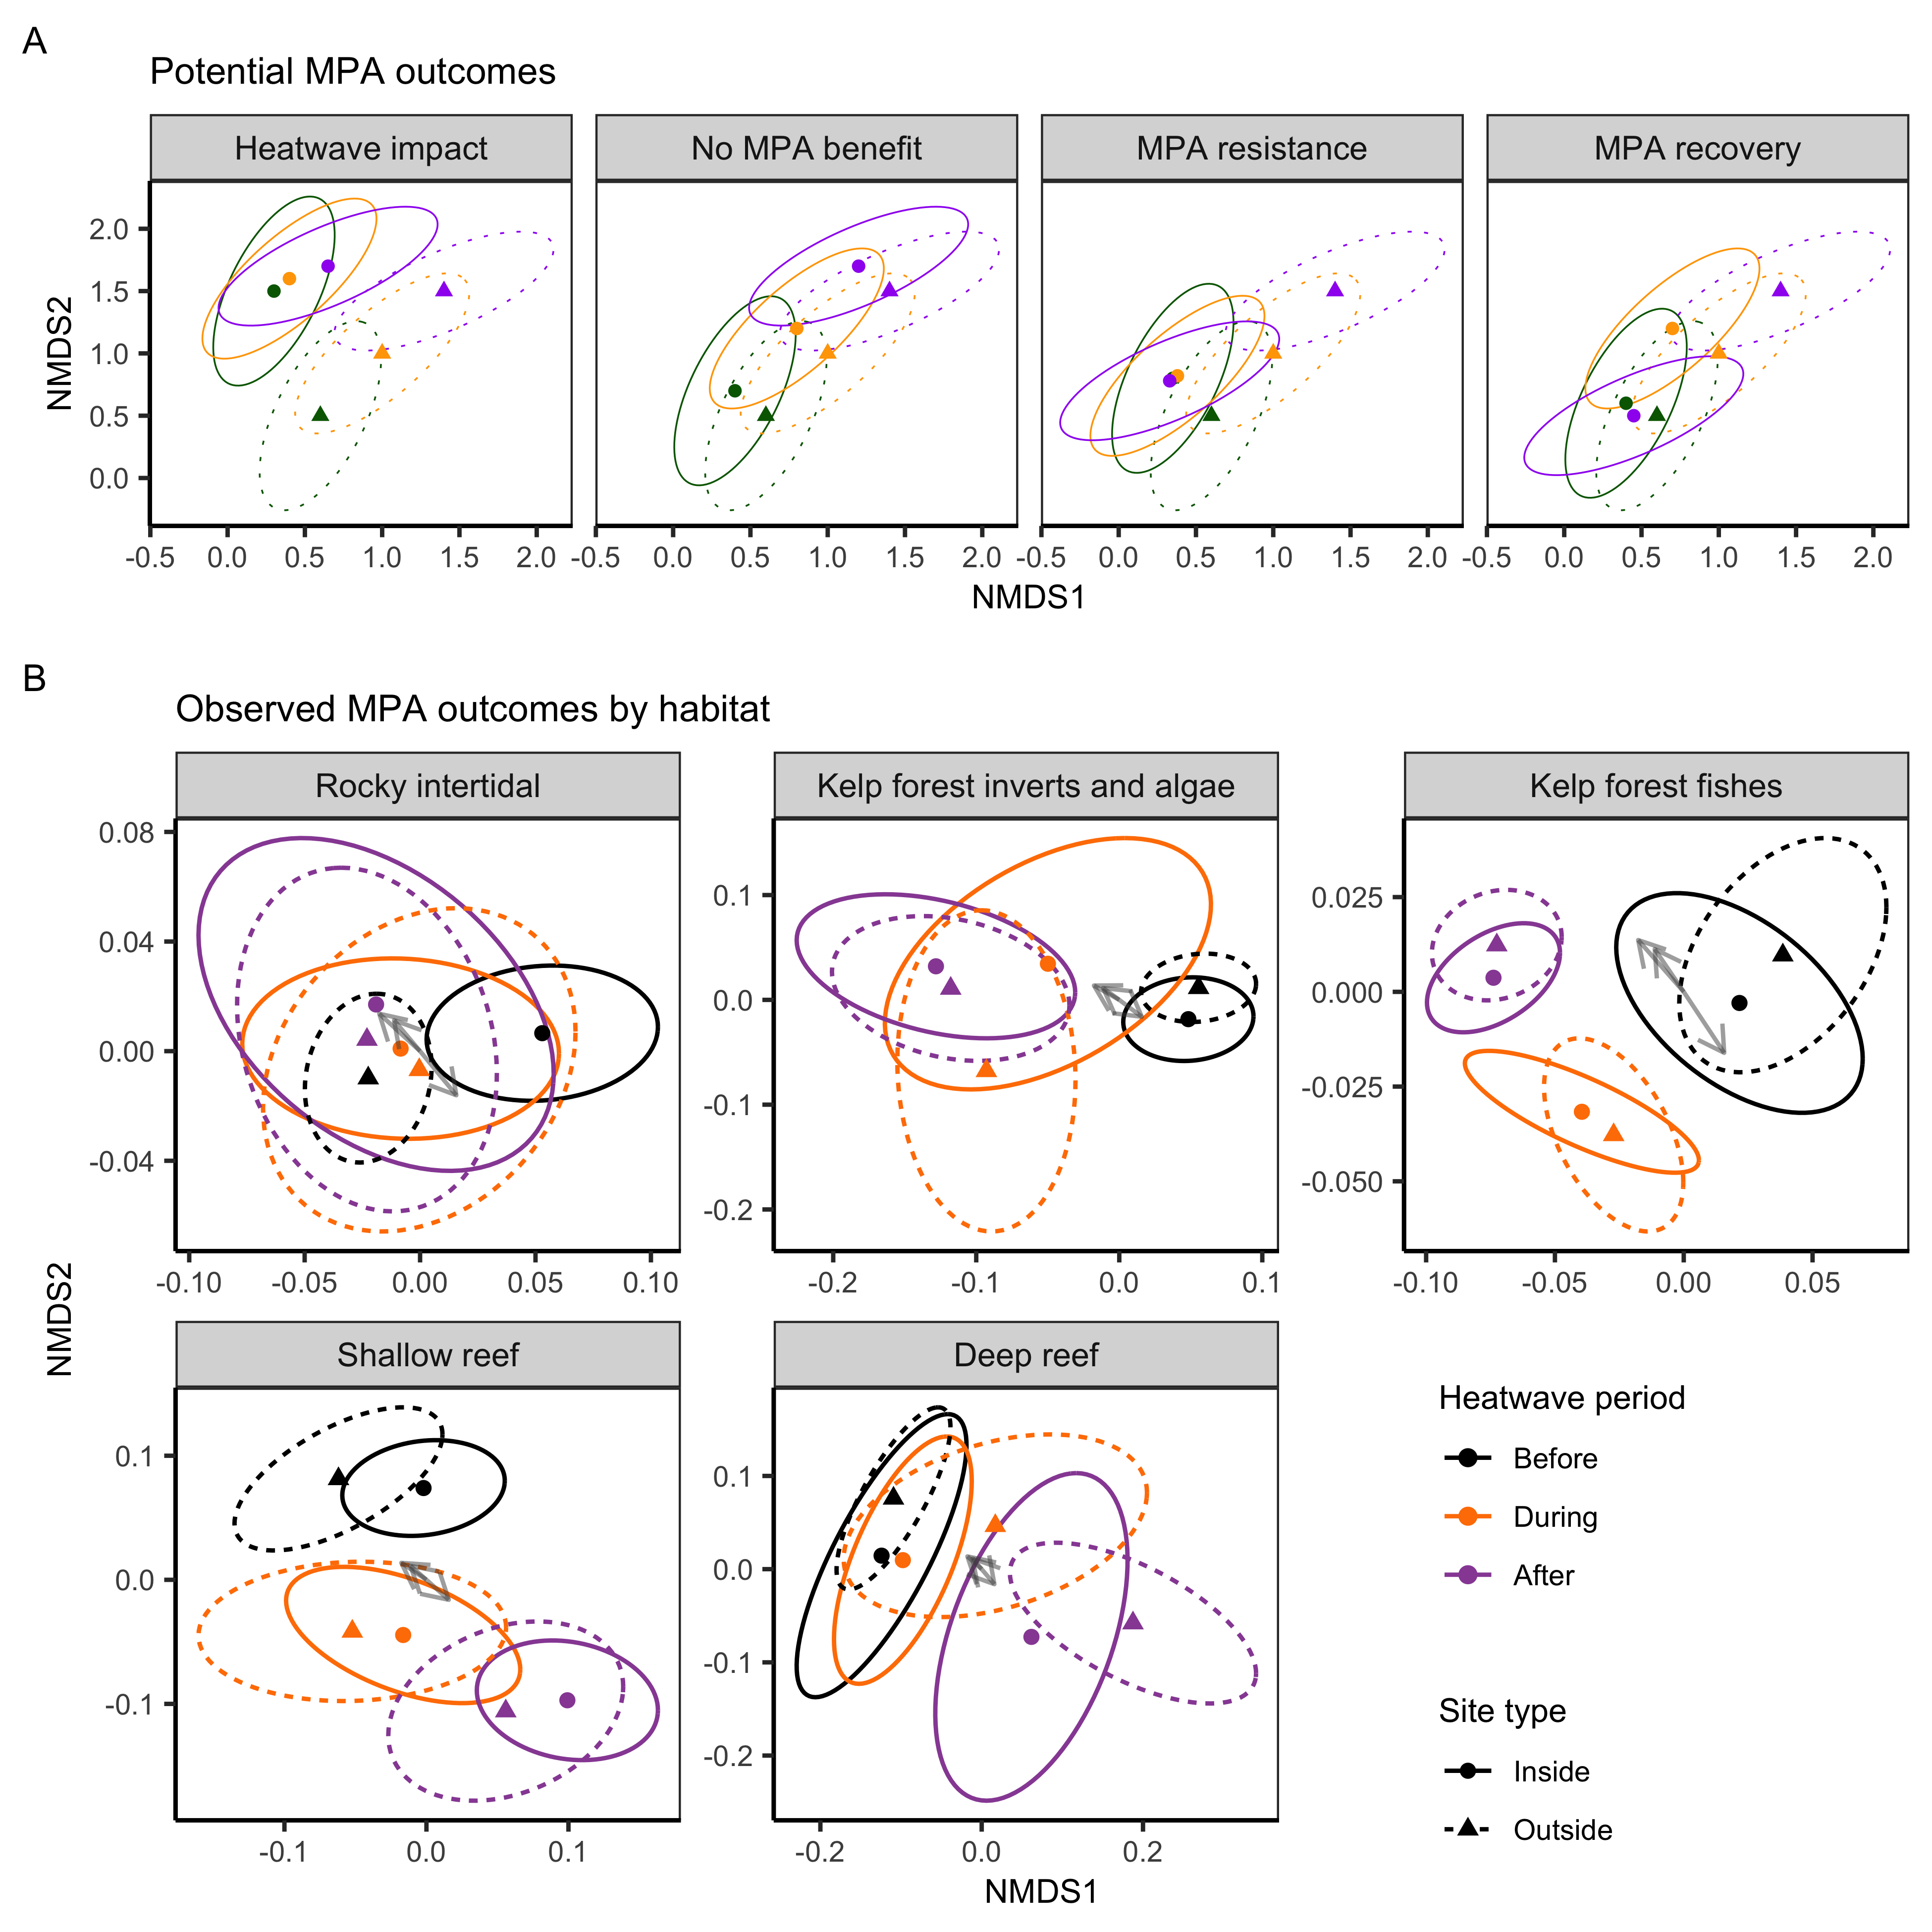 A
Potential MPA outcomes
Heatwave impact
No MPA benefit
MPA resistance
MPA recovery
NMDS2
2.0
1.5
1.0
0.5
0.0
-0.5 0.0 0.5 1.0 1.5 2.0
-0.5 0.0 0.5 1.0 1.5 2.0
-0.5 0.0 0.5 1.0 1.5 2.0
-0.5 0.0 0.5 1.0 1.5 2.0
NMDS1
B
Observed MPA outcomes by habitat
NMDS2
Rocky intertidal
0.08
0.04
0.00
-0.04
-0.10 -0.05 0.00 0.05 0.10
Kelp forest inverts and algae
0.1
0.0
-0.1
-0.2
-0.2 -0.1 0.0 0.1
Kelp forest fishes
0.025
0.000
-0.025
-0.050
-0.10 -0.05 0.00 0.05
Shallow reef
0.1
0.0
-0.1
-0.1 0.0 0.1
Deep reef
0.1
0.0
-0.1
-0.2
-0.2 0.0 0.2
NMDS1
Heatwave period
Before
During
After
Site type
Inside
Outside